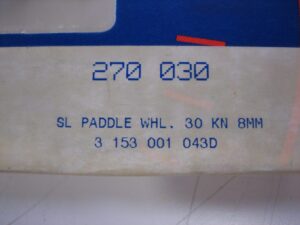 270 030
SL PADDLE WHL. 30 KN 8MM
3 153 001 043D